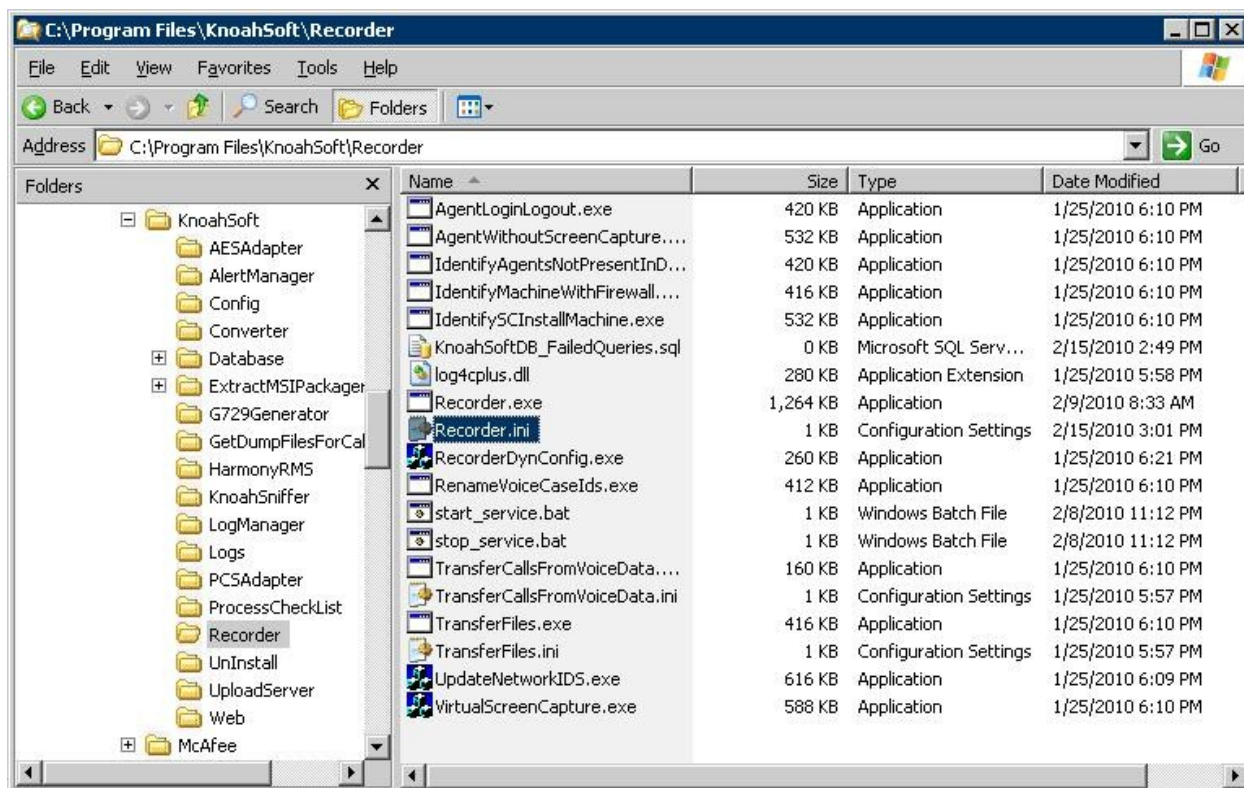 C:\Program Files\KnoahSoft\Recorder
File Edit View Favorites Tools Help
Back Search Folders
Address C:\Program Files\KnoahSoft\Recorder Go
Folders x
KnoahSoft
AESAdapter
AlertManager
Config
Converter
Database
ExtractMSIPackager
G729Generator
GetDumpFilesForCal
HarmonyRMS
KnoahSniffer
LogManager
Logs
PCSAdapter
ProcessCheckList
Recorder
UnInstall
UploadServer
Web
McAfee
Name Size Type Date Modified
AgentLoginLogout.exe 420 KB Application 1/25/2010 6:10 PM
AgentWithoutScreenCapture.... 532 KB Application 1/25/2010 6:10 PM
IdentifyAgentsNotPresentInD... 420 KB Application 1/25/2010 6:10 PM
IdentifyMachineWithFirewall.... 416 KB Application 1/25/2010 6:10 PM
IdentifySCInstallMachine.exe 532 KB Application 1/25/2010 6:10 PM
KnoahSoftDB_FailedQueries.sql 0 KB Microsoft SQL Serv... 2/15/2010 2:49 PM
log4cplus.dll 280 KB Application Extension 1/25/2010 5:58 PM
Recorder.exe 1,264 KB Application 2/9/2010 8:33 AM
Recorder.ini 1 KB Configuration Settings 2/15/2010 3:01 PM
RecorderDynConfig.exe 260 KB Application 1/25/2010 6:21 PM
RenameVoiceCaseIds.exe 412 KB Application 1/25/2010 6:10 PM
start_service.bat 1 KB Windows Batch File 2/8/2010 11:12 PM
stop_service.bat 1 KB Windows Batch File 2/8/2010 11:12 PM
TransferCallsFromVoiceData.... 160 KB Application 1/25/2010 6:10 PM
TransferCallsFromVoiceData.ini 1 KB Configuration Settings 1/25/2010 5:57 PM
TransferFiles.exe 416 KB Application 1/25/2010 6:10 PM
TransferFiles.ini 1 KB Configuration Settings 1/25/2010 5:57 PM
UpdateNetworkIDS.exe 616 KB Application 1/25/2010 6:09 PM
VirtualScreenCapture.exe 588 KB Application 1/25/2010 6:10 PM